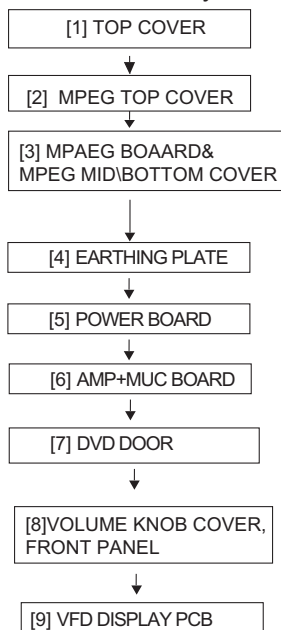 [1] TOP COVER
[2] MPEG TOP COVER
[3] MPAEG BOAARD&
MPEG MID\BOTTOM COVER
[4] EARTHING PLATE
[5] POWER BOARD
[6] AMP+MUC BOARD
[7] DVD DOOR
[8]VOLUME KNOB COVER,
FRONT PANEL
[9] VFD DISPLAY PCB